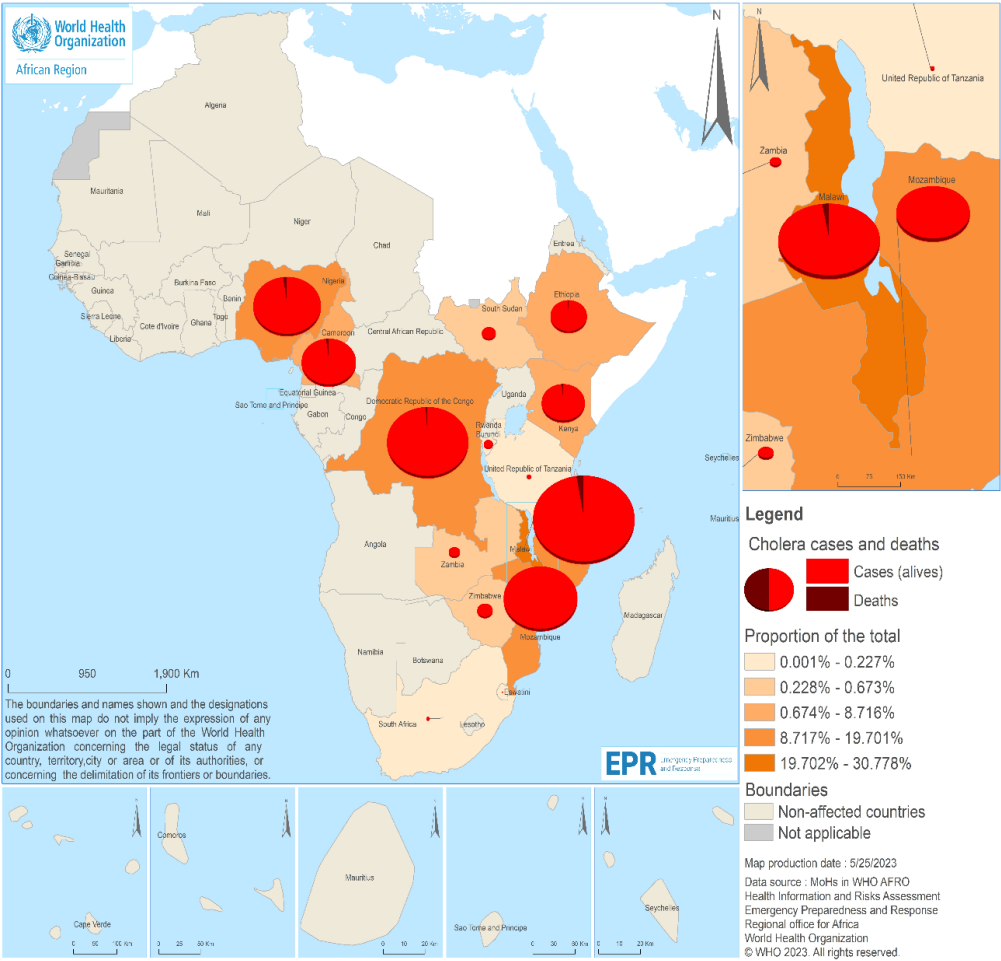 World Health
Organization
African Region
N
Algeria
Mauritania
Mali
Niger
Chad
Eritrea
Senegal
Gambia
Guinea-Bissau
Guinea
Sierra Leone
Liberia
Cote d'Ivoire
Burkina Faso
Ghana
Togo
Benin
Nigeria
Cameroon
Central African Republic
South Sudan
Ethiopia
Equatorial Guinea
Sao Tome and Principe
Gabon
Congo
Democratic Republic of the Congo
Uganda
Rwanda
Burundi
Kenya
United Republic of Tanzania
Seychelles
Mauritius
Angola
Zambia
Malawi
Zimbabwe
Mozambique
Madagascar
Namibia
Botswana
Eswatini
South Africa
Lesotho
0 950 1,900 Km
The boundaries and names shown and the designations
used on this map do not imply the expression of any
opinion whatsoever on the part of the World Health
Organization concerning the legal status of any
country, territory,city or area or of its authorities, or
concerning the delimitation of its frontiers or boundaries.
EPR Emergency Preparedness
and Response
N
United Republic of Tanzania
Zambia
Malawi
Mozambique
Zimbabwe
0 75 150 Km
Legend
Cholera cases and deaths
Cases (alives)
Deaths
Proportion of the total
0.001% - 0.227%
0.228% - 0.673%
0.674% - 8.716%
8.717% - 19.701%
19.702% - 30.778%
Boundaries
Non-affected countries
Not applicable
Map production date : 5/25/2023
Data source : MoHs in WHO AFRO
Health Information and Risks Assessment
Emergency Preparedness and Response
Regional office for Africa
World Health Organization
© WHO 2023. All rights reserved.
Cape Verde
0 50 100 Km
Comoros
0 25 50 Km
Mauritius
0 10 20 Km
Sao Tome and Principe
0 30 60 Km
Seychelles
0 10 20 Km